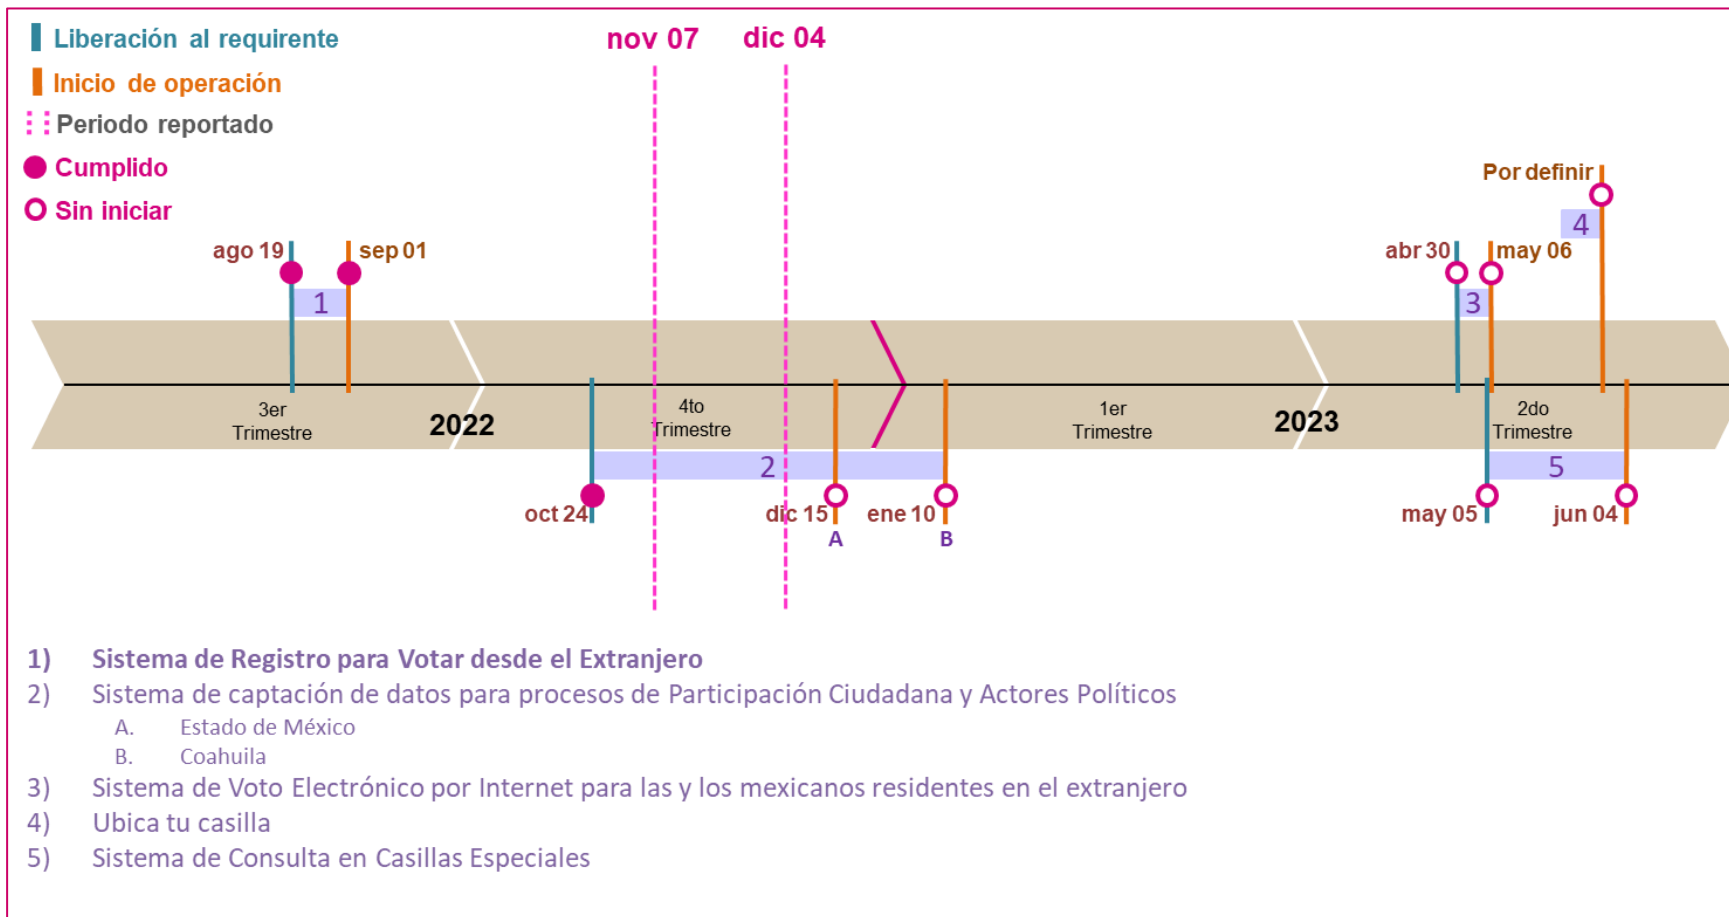 Liberación al requirente
Inicio de operación
Periodo reportado
Cumplido
Sin iniciar
nov 07
dic 04
ago 19
sep 01
1
abr 30
may 06
3
Por definir
4
3er
Trimestre
2022
4to
Trimestre
1er
Trimestre
2023
2do
Trimestre
2
5
oct 24
dic 15
A
ene 10
B
may 05
jun 04
1) Sistema de Registro para Votar desde el Extranjero
2) Sistema de captación de datos para procesos de Participación Ciudadana y Actores Políticos
A. Estado de México
B. Coahuila
3) Sistema de Voto Electrónico por Internet para las y los mexicanos residentes en el extranjero
4) Ubica tu casilla
5) Sistema de Consulta en Casillas Especiales